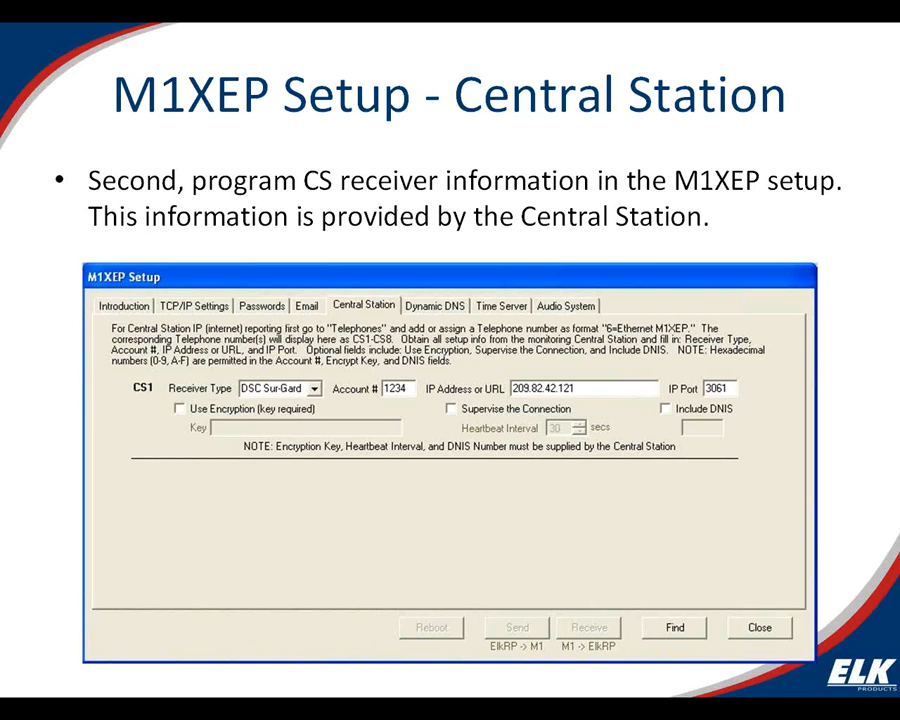 M1XEP Setup - Central Station
• Second, program CS receiver information in the M1XEP setup.
This information is provided by the Central Station.
M1XEP Setup
Introduction TCP/IP Settings Passwords Email Central Station Dynamic DNS Time Server Audio System
For Central Station IP (internet) reporting first go to "Telephones" and add or assign a Telephone number as format "6=Ethernet M1XEP." The
corresponding Telephone number(s) will display here as CS1-CS8. Obtain all setup info from the monitoring Central Station and fill in: Receiver Type,
Account #, IP Address or URL, and IP Port. Optional fields include: Use Encryption, Supervise the Connection, and Include DNIS. NOTE: Hexadecimal
numbers (0-9, A-F) are permitted in the Account #, Encrypt Key, and DNIS fields.
CS1 Receiver Type DSC Sur-Gard Account # 1234 IP Address or URL 209.82.42.121 IP Port 3061
Use Encryption (key required) Supervise the Connection Include DNIS
Key Heartbeat Interval 30 secs
NOTE: Encryption Key, Heartbeat Interval, and DNIS Number must be supplied by the Central Station
Reboot Send Receive Find Close
ElkRP -> M1 M1 -> ElkRP
ELK
PRODUCTS